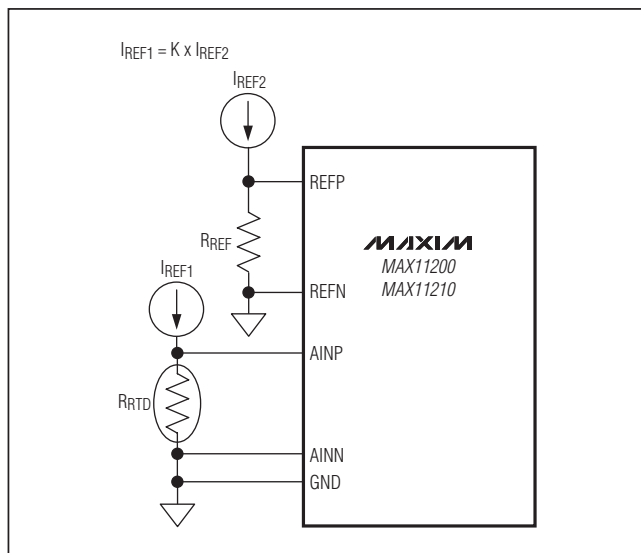 IREF1 = K x IREF2
IREF2
REFP
RREF
MAXIM
MAX11200
MAX11210
REFN
IREF1
AINP
RRTD
AINN
GND